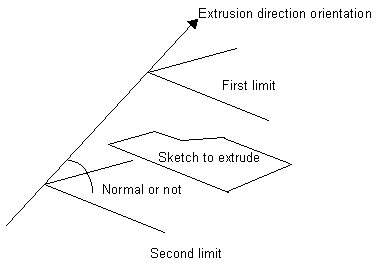 Extrusion direction orientation
First limit
Sketch to extrude
Normal or not
Second limit